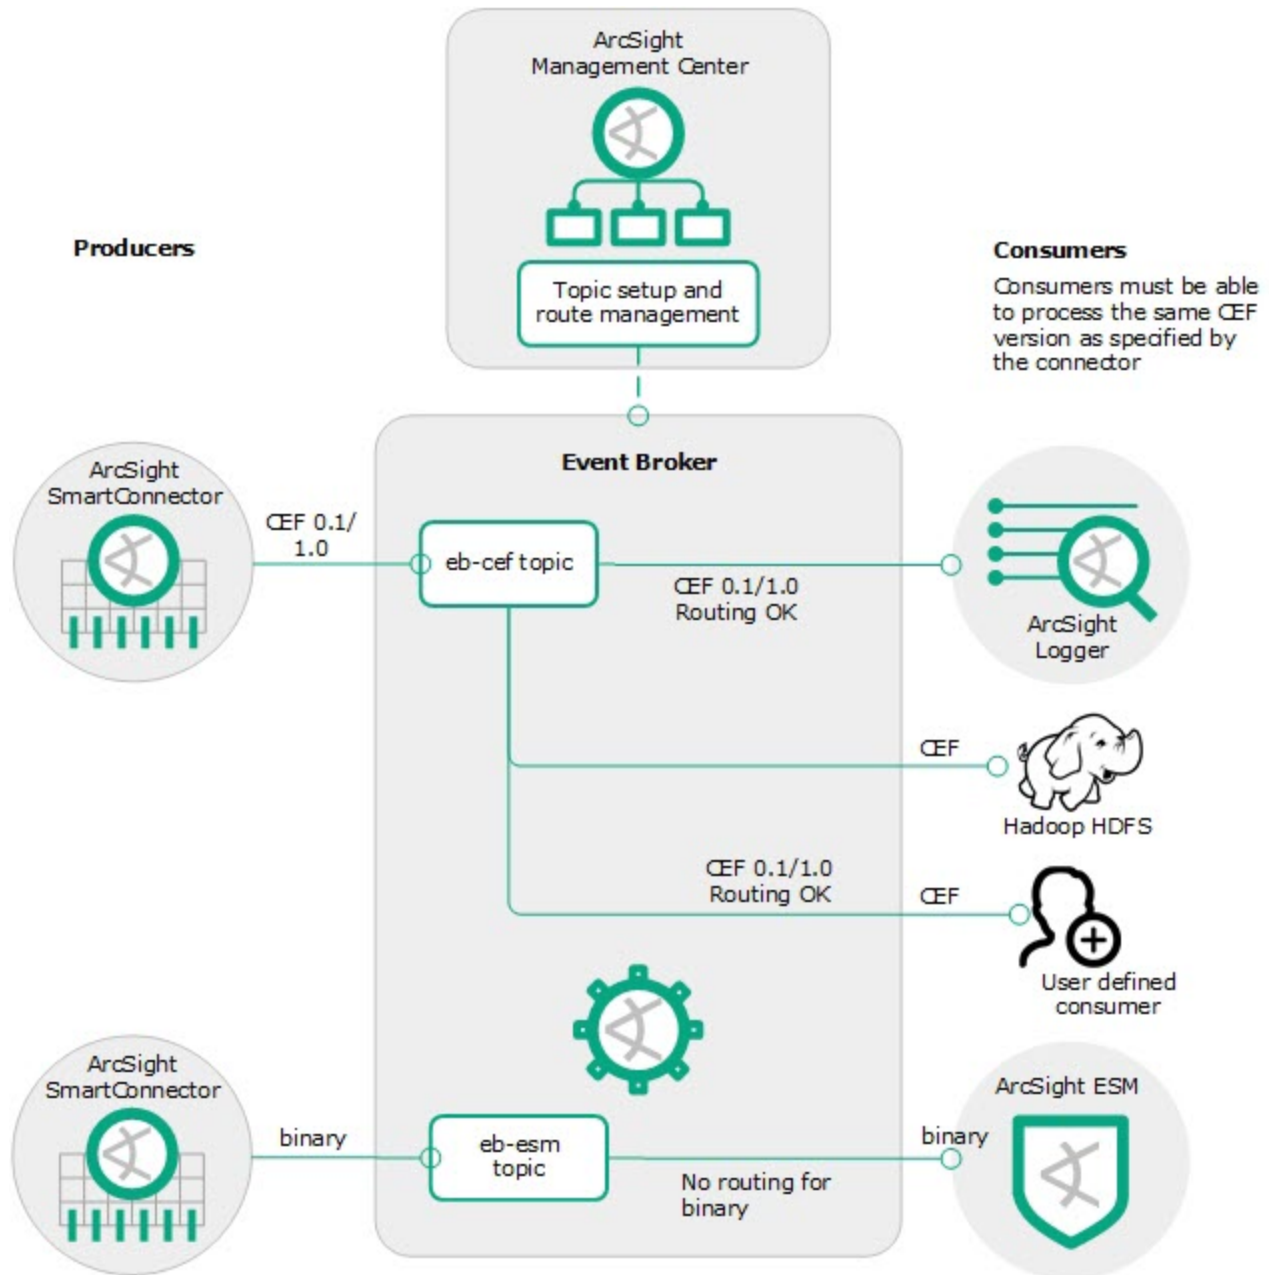 ArcSight
Management Center
Topic setup and
route management
Producers
Consumers
Consumers must be able
to process the same CEF
version as specified by
the connector
Event Broker
ArcSight
SmartConnector
CEF 0.1/
1.0
eb-cef topic
CEF 0.1/1.0
Routing OK
ArcSight
Logger
CEF
Hadoop HDFS
CEF 0.1/1.0
Routing OK
CEF
User defined
consumer
ArcSight
SmartConnector
binary
eb-esm
topic
No routing for
binary
binary
ArcSight ESM